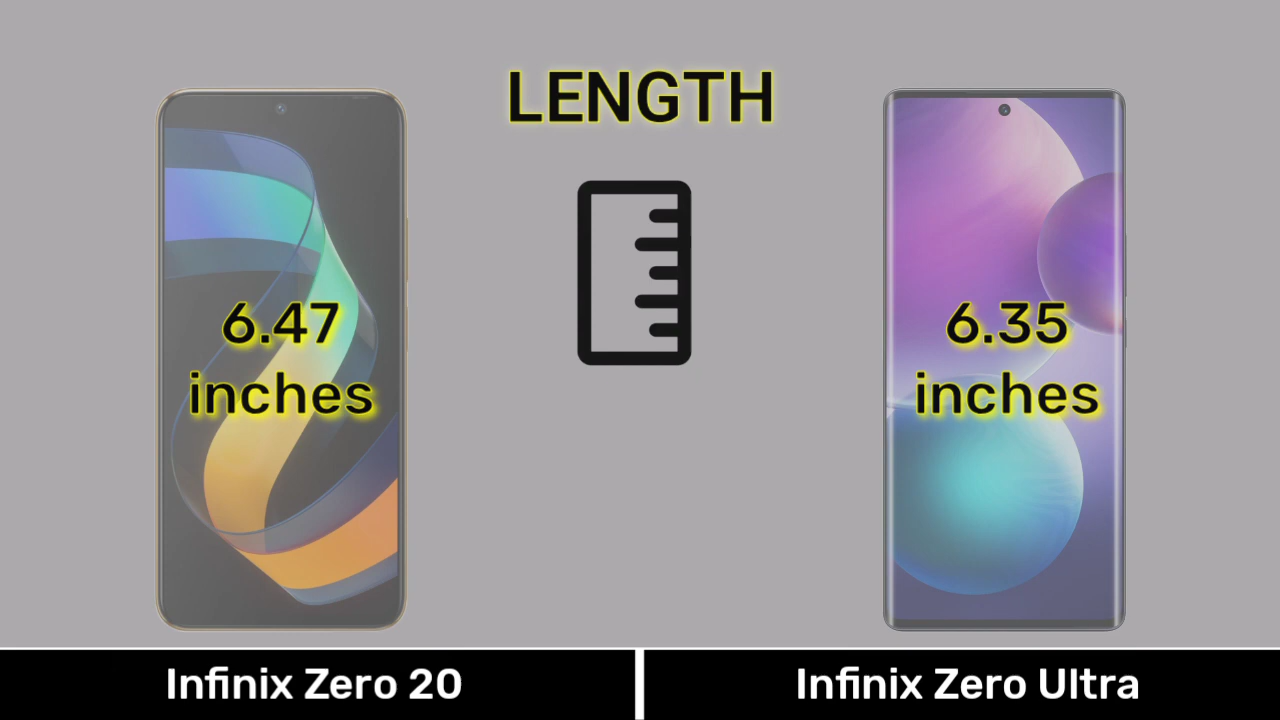 LENGTH
6.47
inches
6.35
inches
Infinix Zero 20
Infinix Zero Ultra